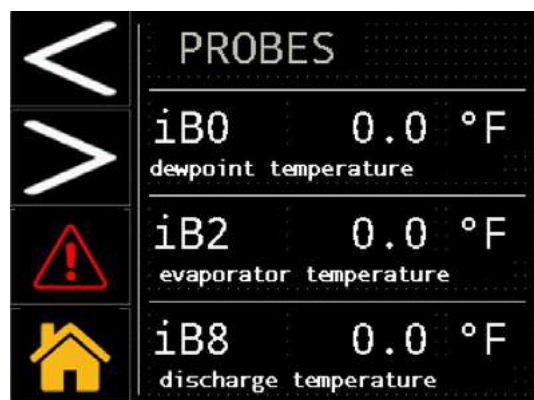 PROBES
iB0 0.0 °F
dewpoint temperature
iB2 0.0 °F
evaporator temperature
iB8 0.0 °F
discharge temperature